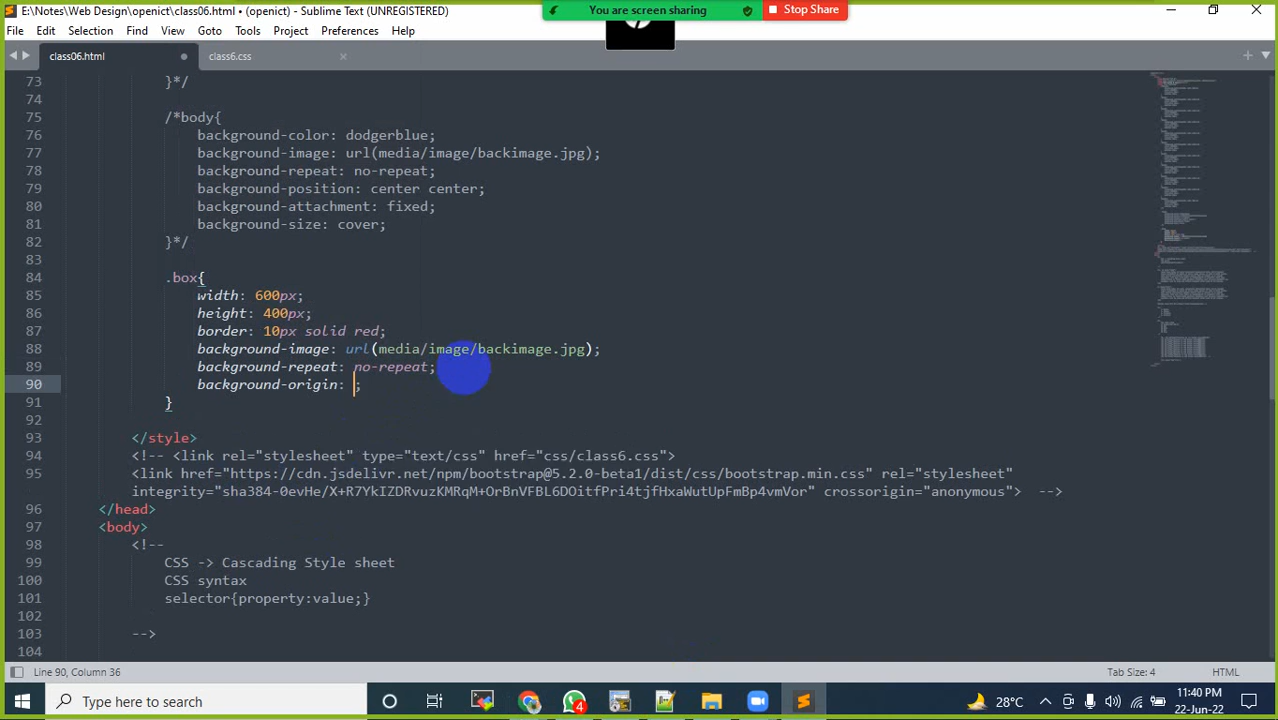 E:\Notes\Web Design\openict\class06.html • (openict) - Sublime Text (UNREGISTERED)
You are screen sharing
Stop Share
File Edit Selection Find View Goto Tools Project Preferences Help
class06.html
class6.css
73 }*/
74
75 /*body{
76 background-color: dodgerblue;
77 background-image: url(media/image/backimage.jpg);
78 background-repeat: no-repeat;
79 background-position: center center;
80 background-attachment: fixed;
81 background-size: cover;
82 }*/
83
84 .box{
85 width: 600px;
86 height: 400px;
87 border: 10px solid red;
88 background-image: url(media/image/backimage.jpg);
89 background-repeat: no-repeat;
90 background-origin: ;
91 }
92
93 </style>
94 <!-- <link rel="stylesheet" type="text/css" href="css/class6.css">
95 <link href="https://cdn.jsdelivr.net/npm/bootstrap@5.2.0-beta1/dist/css/bootstrap.min.css" rel="stylesheet"
integrity="sha384-0evHe/X+R7YkIZDRvuzKMRqM+OrBnVFBL6DOitfPri4tjfHxaWutUpFmBp4vmVor" crossorigin="anonymous"> -->
96 </head>
97 <body>
98 <!--
99 CSS -> Cascading Style sheet
100 CSS syntax
101 selector{property:value;}
102
103 -->
104
Line 90, Column 36
Tab Size: 4
HTML
Type here to search
4
28°C
11:40 PM
22-Jun-22